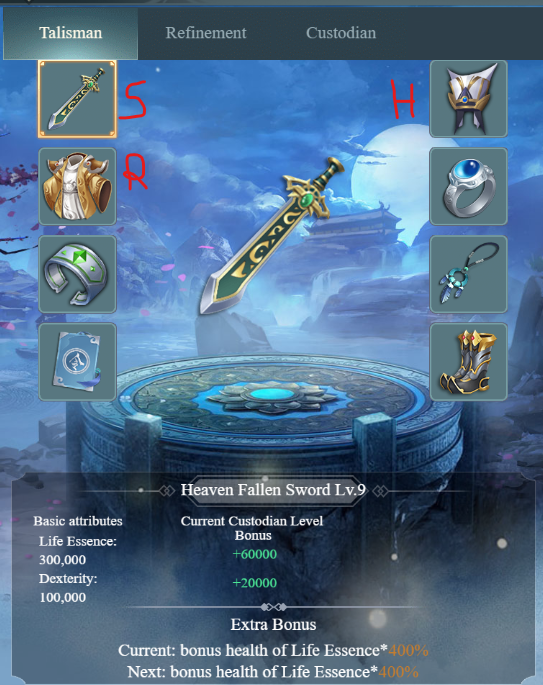 Talisman
Refinement
Custodian
S
H
R
Heaven Fallen Sword Lv.9
Basic attributes
Current Custodian Level
Bonus
Life Essence:
300,000
+60000
Dexterity:
100,000
+20000
Extra Bonus
Current: bonus health of Life Essence*400%
Next: bonus health of Life Essence*400%